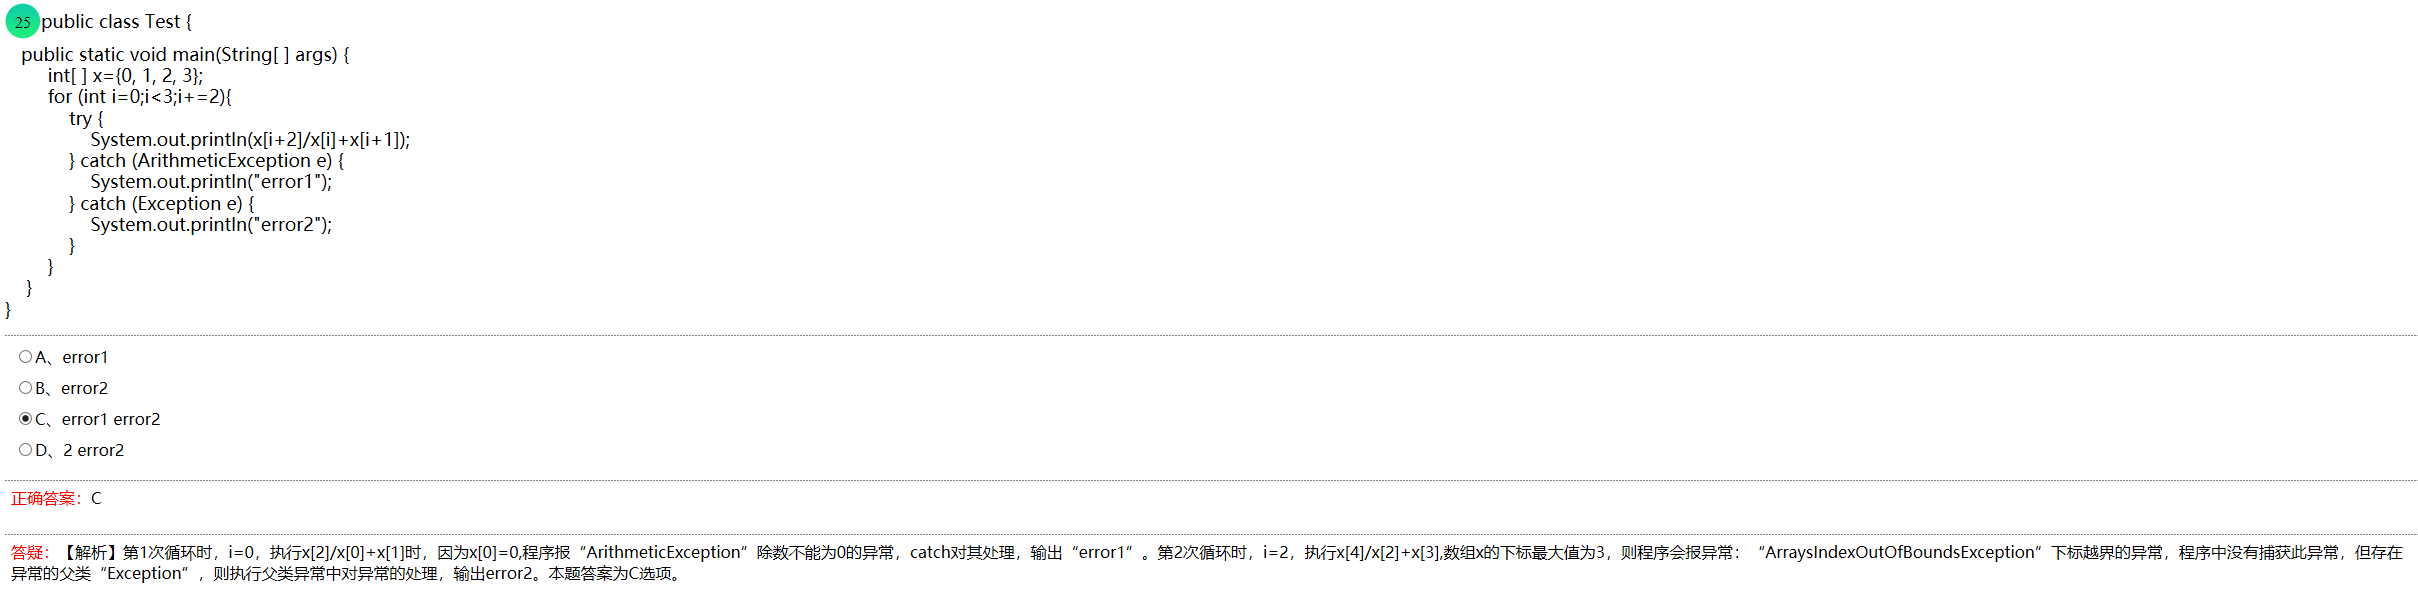 25 public class Test {
public static void main(String[ ] args) {
int[ ] x={0, 1, 2, 3};
for (int i=0;i<3;i+=2){
try {
System.out.println(x[i+2]/x[i]+x[i+1]);
} catch (ArithmeticException e) {
System.out.println("error1");
} catch (Exception e) {
System.out.println("error2");
}
}
}
}
A、error1
B、error2
C、error1 error2
D、2 error2
正确答案：C
答疑：【解析】第1次循环时，i=0，执行x[2]/x[0]+x[1]时，因为x[0]=0,程序报“ArithmeticException”除数不能为0的异常，catch对其处理，输出“error1”。第2次循环时，i=2，执行x[4]/x[2]+x[3],数组x的下标最大值为3，则程序会报异常：“ArraysIndexOutOfBoundsException”下标越界的异常，程序中没有捕获此异常，但存在
异常的父类“Exception”，则执行父类异常中对异常的处理，输出error2。本题答案为C选项。